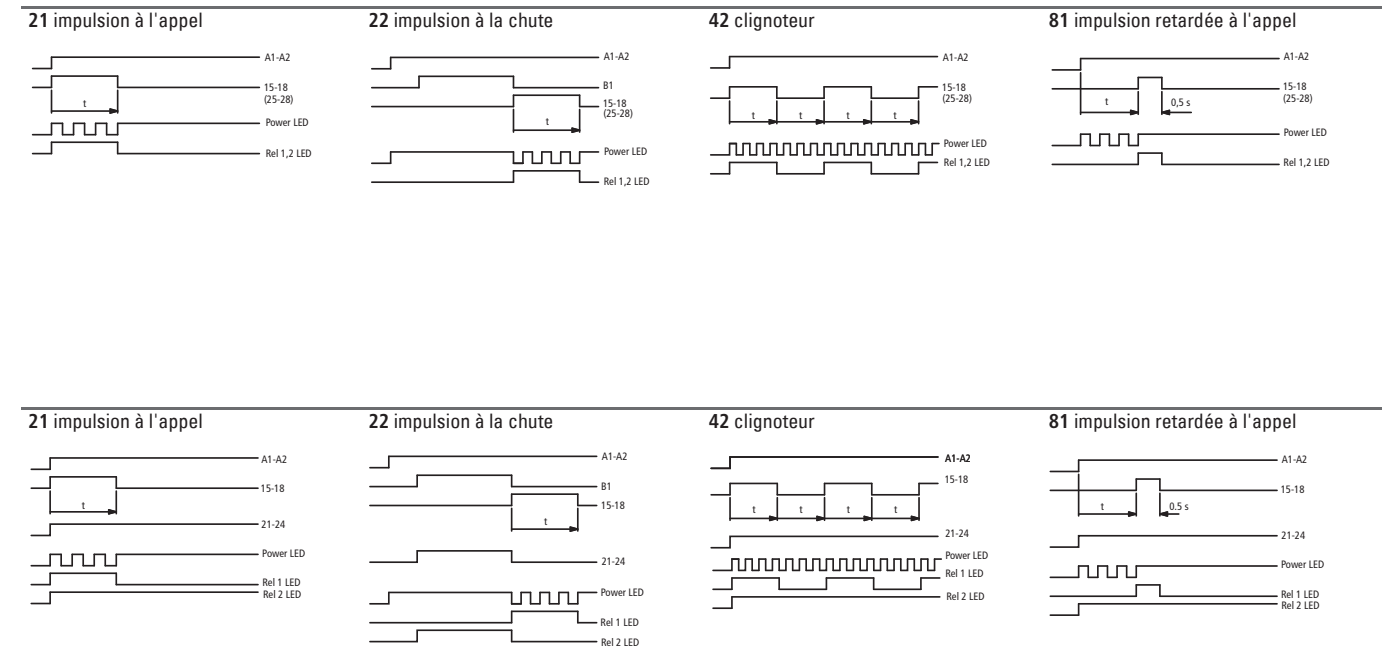 21 impulsion à l'appel
A1-A2
15-18
(25-28)
t
Power LED
Rel 1,2 LED
22 impulsion à la chute
A1-A2
B1
15-18
(25-28)
t
Power LED
Rel 1,2 LED
42 clignoteur
A1-A2
15-18
(25-28)
t t t t
Power LED
Rel 1,2 LED
81 impulsion retardée à l'appel
A1-A2
15-18
(25-28)
t 0,5 s
Power LED
Rel 1,2 LED
21 impulsion à l'appel
A1-A2
15-18
t
21-24
Power LED
Rel 1 LED
Rel 2 LED
22 impulsion à la chute
A1-A2
B1
15-18
t
21-24
Power LED
Rel 1 LED
Rel 2 LED
42 clignoteur
A1-A2
15-18
t t t t
21-24
Power LED
Rel 1 LED
Rel 2 LED
81 impulsion retardée à l'appel
A1-A2
15-18
t 0.5 s
21-24
Power LED
Rel 1 LED
Rel 2 LED